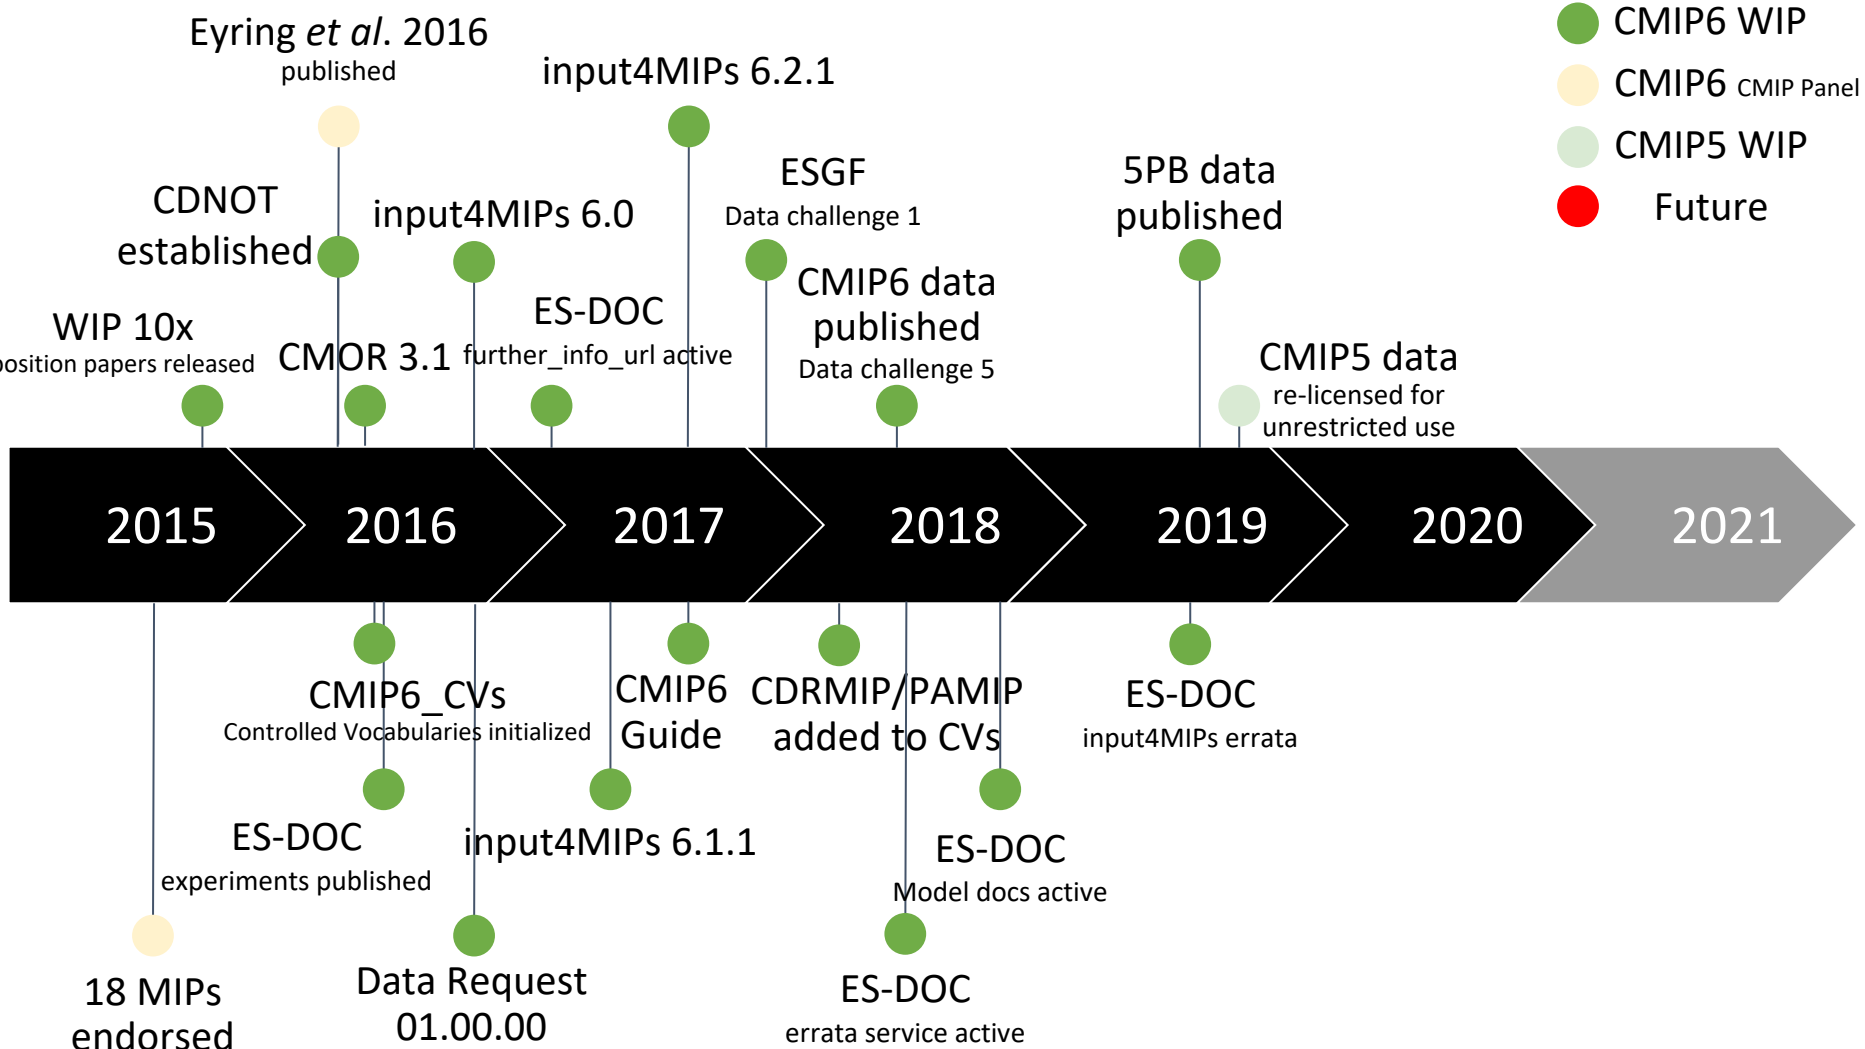 Eyring et al. 2016
published
input4MIPs 6.2.1
CMIP6 WIP
CMIP6 CMIP Panel
CMIP5 WIP
Future
CDNOT
established
input4MIPs 6.0
ESGF
Data challenge 1
5PB data
published
WIP 10x
position papers released
CMOR 3.1
ES-DOC
further_info_url active
CMIP6 data
published
Data challenge 5
CMIP5 data
re-licensed for
unrestricted use
2015
2016
2017
2018
2019
2020
2021
CMIP6_CVs
Controlled Vocabularies initialized
CMIP6
Guide
CDRMIP/PAMIP
added to CVs
ES-DOC
input4MIPs errata
ES-DOC
experiments published
input4MIPs 6.1.1
ES-DOC
Model docs active
18 MIPs
endorsed
Data Request
01.00.00
ES-DOC
errata service active